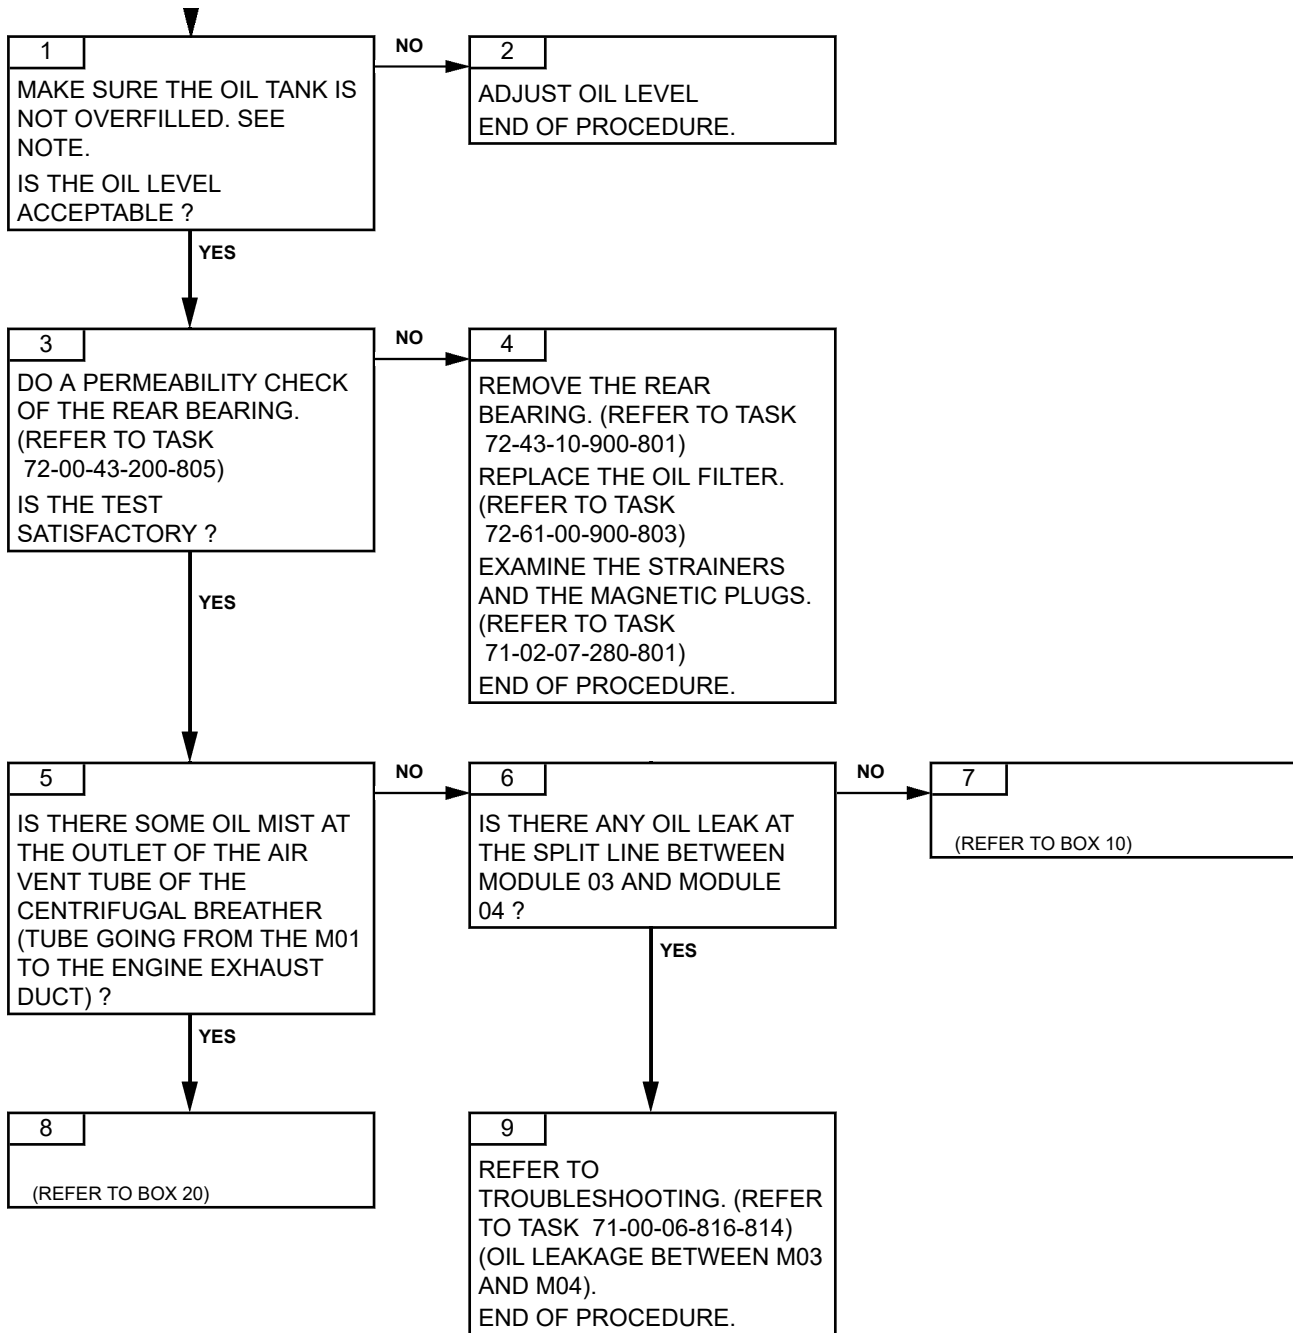 1
MAKE SURE THE OIL TANK IS
NOT OVERFILLED. SEE
NOTE.
IS THE OIL LEVEL
ACCEPTABLE ?
NO
2
ADJUST OIL LEVEL
END OF PROCEDURE.
YES
3
DO A PERMEABILITY CHECK
OF THE REAR BEARING.
(REFER TO TASK
72-00-43-200-805)
IS THE TEST
SATISFACTORY ?
NO
4
REMOVE THE REAR
BEARING. (REFER TO TASK
72-43-10-900-801)
REPLACE THE OIL FILTER.
(REFER TO TASK
72-61-00-900-803)
EXAMINE THE STRAINERS
AND THE MAGNETIC PLUGS.
(REFER TO TASK
71-02-07-280-801)
END OF PROCEDURE.
YES
5
IS THERE SOME OIL MIST AT
THE OUTLET OF THE AIR
VENT TUBE OF THE
CENTRIFUGAL BREATHER
(TUBE GOING FROM THE M01
TO THE ENGINE EXHAUST
DUCT) ?
NO
6
IS THERE ANY OIL LEAK AT
THE SPLIT LINE BETWEEN
MODULE 03 AND MODULE
04 ?
NO
7
(REFER TO BOX 10)
YES
YES
8
(REFER TO BOX 20)
9
REFER TO
TROUBLESHOOTING. (REFER
TO TASK 71-00-06-816-814)
(OIL LEAKAGE BETWEEN M03
AND M04).
END OF PROCEDURE.